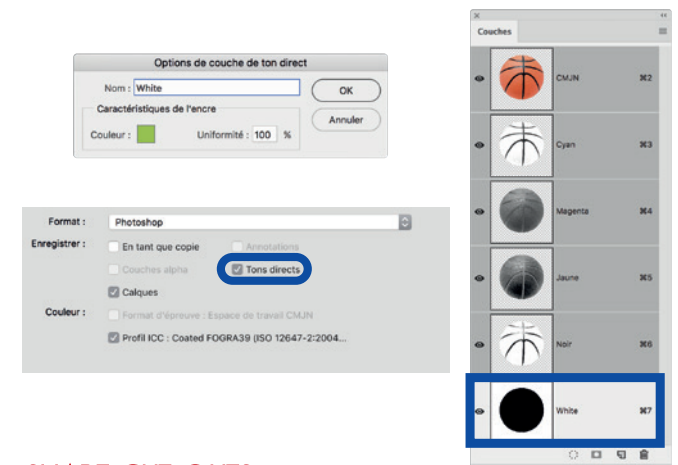 Options de couche de ton direct
Nom : White
OK
Caractéristiques de l'encre
Couleur :
Uniformité : 100 %
Annuler
Format : Photoshop
Enregistrer : En tant que copie Annotations
Couches alpha Tons directs
Calques
Couleur : Format d'épreuve : Espace de travail CMJN
Profil ICC : Coated FOGRA39 (ISO 12647-2:2004...
Couches
CMJN ⌘2
Cyan ⌘3
Magenta ⌘4
Jaune ⌘5
Noir ⌘6
White ⌘7